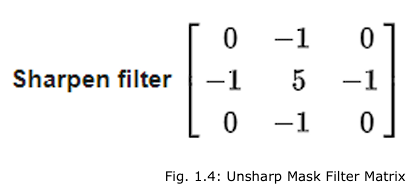 0 −1 0
Sharpen filter −1 5 −1
0 −1 0
Fig. 1.4: Unsharp Mask Filter Matrix